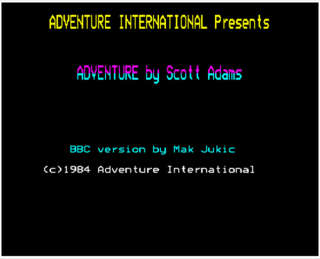 ADVENTURE INTERNATIONAL Presents
ADVENTURE by Scott Adams
BBC version by Mak Jukic
(c)1984 Adventure International